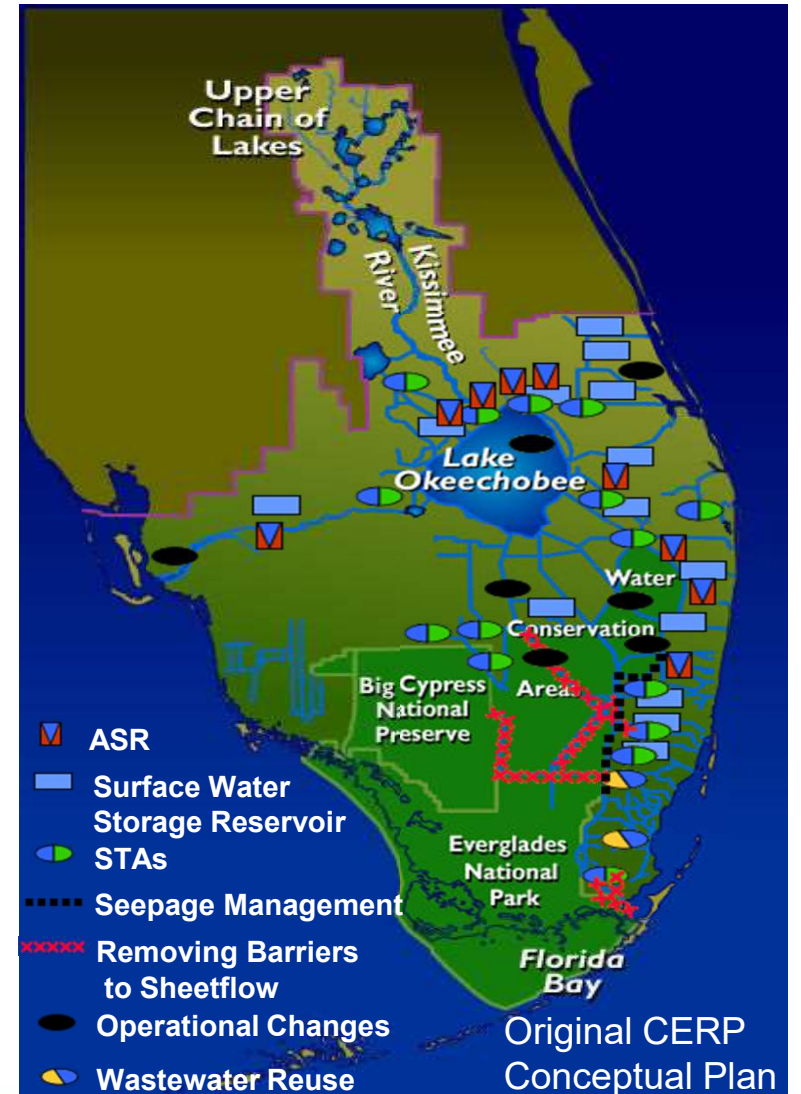 Upper
Chain of
Lakes
Kissimmee
River
Lake
Okeechobee
Water
Conservation
Areas
Big Cypress
National
Preserve
Everglades
National
Park
Florida
Bay
ASR
Surface Water
Storage Reservoir
STAs
Seepage Management
Removing Barriers
to Sheetflow
Operational Changes
Wastewater Reuse
Original CERP
Conceptual Plan